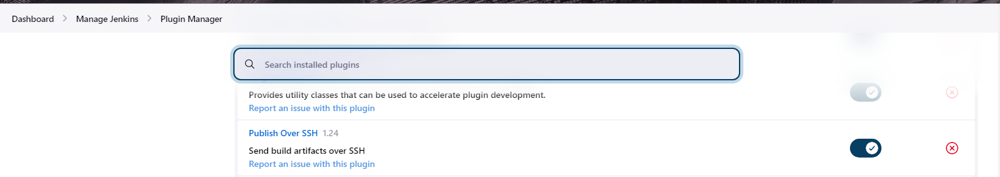 Dashboard > Manage Jenkins > Plugin Manager
Search installed plugins
Provides utility classes that can be used to accelerate plugin development.
Report an issue with this plugin
Publish Over SSH 1.24
Send build artifacts over SSH
Report an issue with this plugin